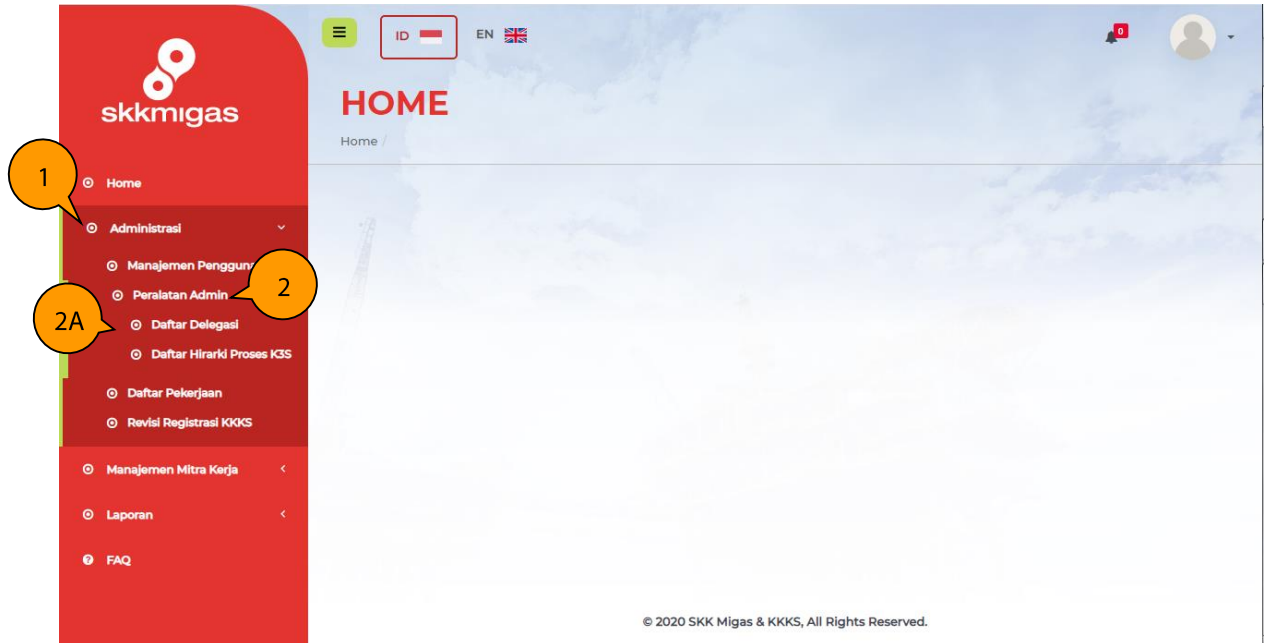 ID
EN
0
skkmigas
HOME
Home /
1
Home
Administrasi
Manajemen Pengguna
2
Peralatan Admin
2A
Daftar Delegasi
Daftar Hirarki Proses K3S
Daftar Pekerjaan
Revisi Registrasi KKKS
Manajemen Mitra Kerja
Laporan
FAQ
© 2020 SKK Migas & KKKS, All Rights Reserved.